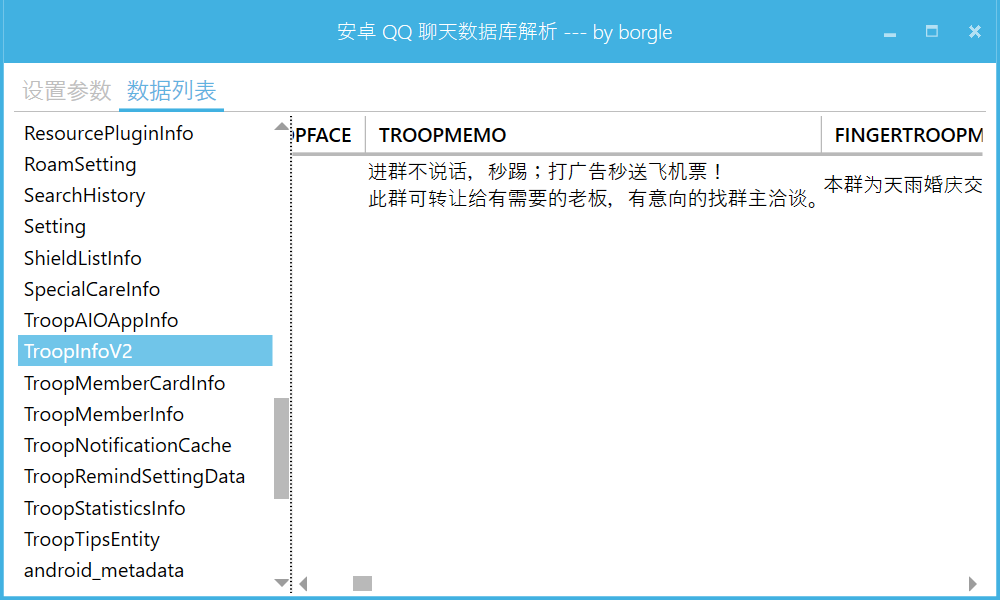 安卓 QQ 聊天数据库解析 --- by borgle
设置参数 数据列表
ResourcePluginInfo
RoamSetting
SearchHistory
Setting
ShieldListInfo
SpecialCareInfo
TroopAIOAppInfo
TroopInfoV2
TroopMemberCardInfo
TroopMemberInfo
TroopNotificationCache
TroopRemindSettingData
TroopStatisticsInfo
TroopTipsEntity
android_metadata
PFACE TROOPMEMO FINGERTROOPM
进群不说话，秒踢；打广告秒送飞机票！
此群可转让给有需要的老板，有意向的找群主洽谈。
本群为天雨婚庆交